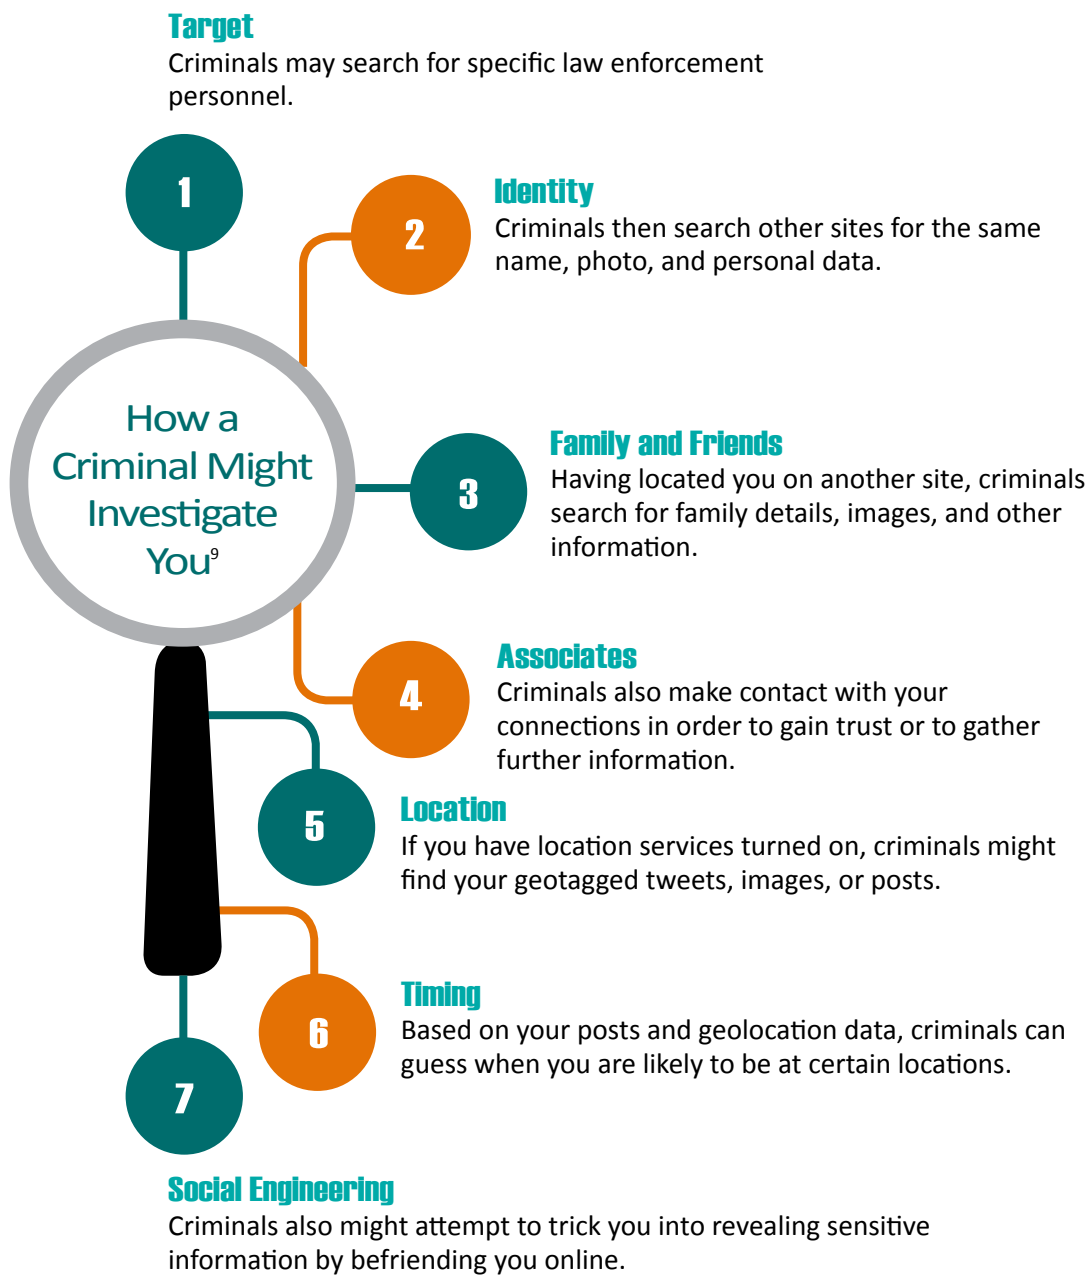 Target
Criminals may search for specific law enforcement
personnel.
1
2
Identity
Criminals then search other sites for the same
name, photo, and personal data.
How a
Criminal Might
Investigate
You⁹
3
Family and Friends
Having located you on another site, criminals
search for family details, images, and other
information.
4
Associates
Criminals also make contact with your
connections in order to gain trust or to gather
further information.
5
Location
If you have location services turned on, criminals might
find your geotagged tweets, images, or posts.
6
Timing
Based on your posts and geolocation data, criminals can
guess when you are likely to be at certain locations.
7
Social Engineering
Criminals also might attempt to trick you into revealing sensitive
information by befriending you online.